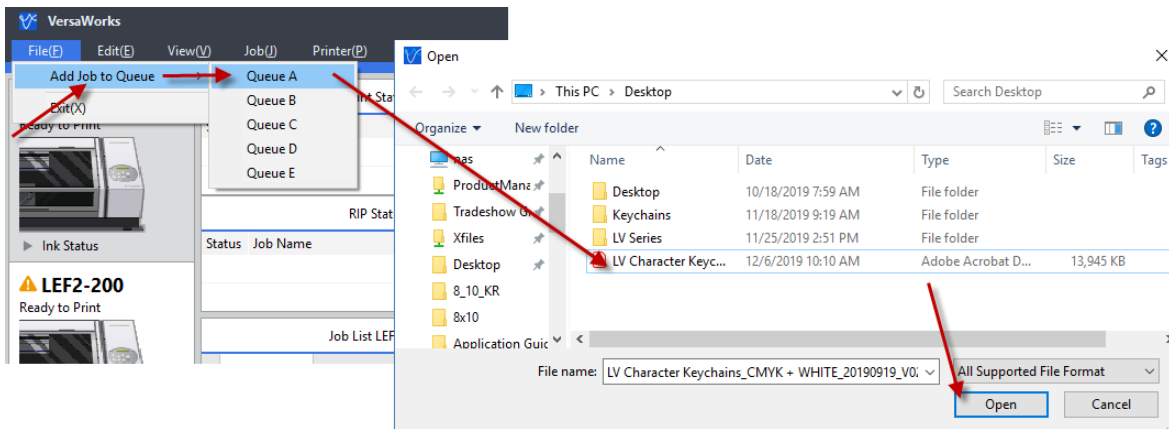 VersaWorks
File(F) Edit(E) View(V) Job(J) Printer(P)
Add Job to Queue
Exit(X)
Queue A
Queue B
Queue C
Queue D
Queue E
Ready to Print
Ink Status
LEF2-200
Ready to Print
RIP Stat
Status Job Name
Job List LEF
Open
This PC > Desktop
Search Desktop
Organize New folder
nas
ProductMana
Tradeshow
Xfiles
Desktop
8_10_KR
8x10
Application Guid
Name Date Type Size Tags
Desktop 10/18/2019 7:59 AM File folder
Keychains 11/18/2019 9:19 AM File folder
LV Series 11/25/2019 2:51 PM File folder
LV Character Keyc... 12/6/2019 10:10 AM Adobe Acrobat D... 13,945 KB
File name: LV Character Keychains_CMYK + WHITE_20190919_V02 All Supported File Format
Open Cancel